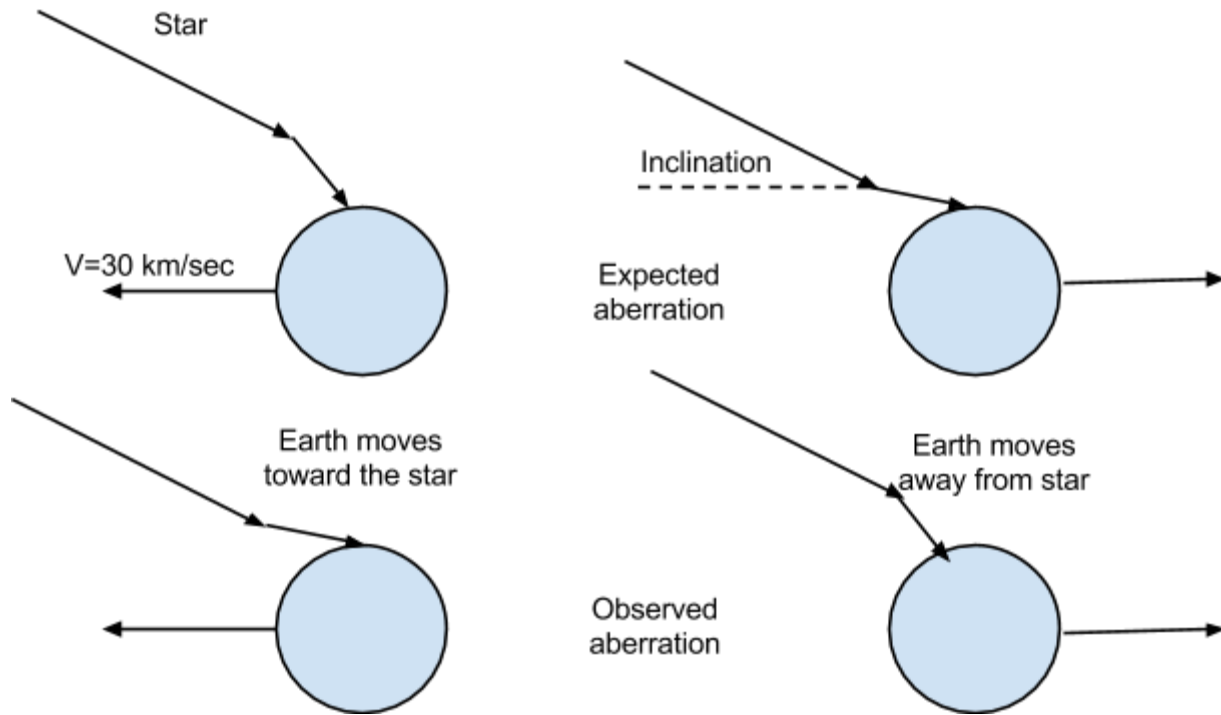 Star
Inclination
V=30 km/sec
Expected
aberration
Earth moves
toward the star
Earth moves
away from star
Observed
aberration